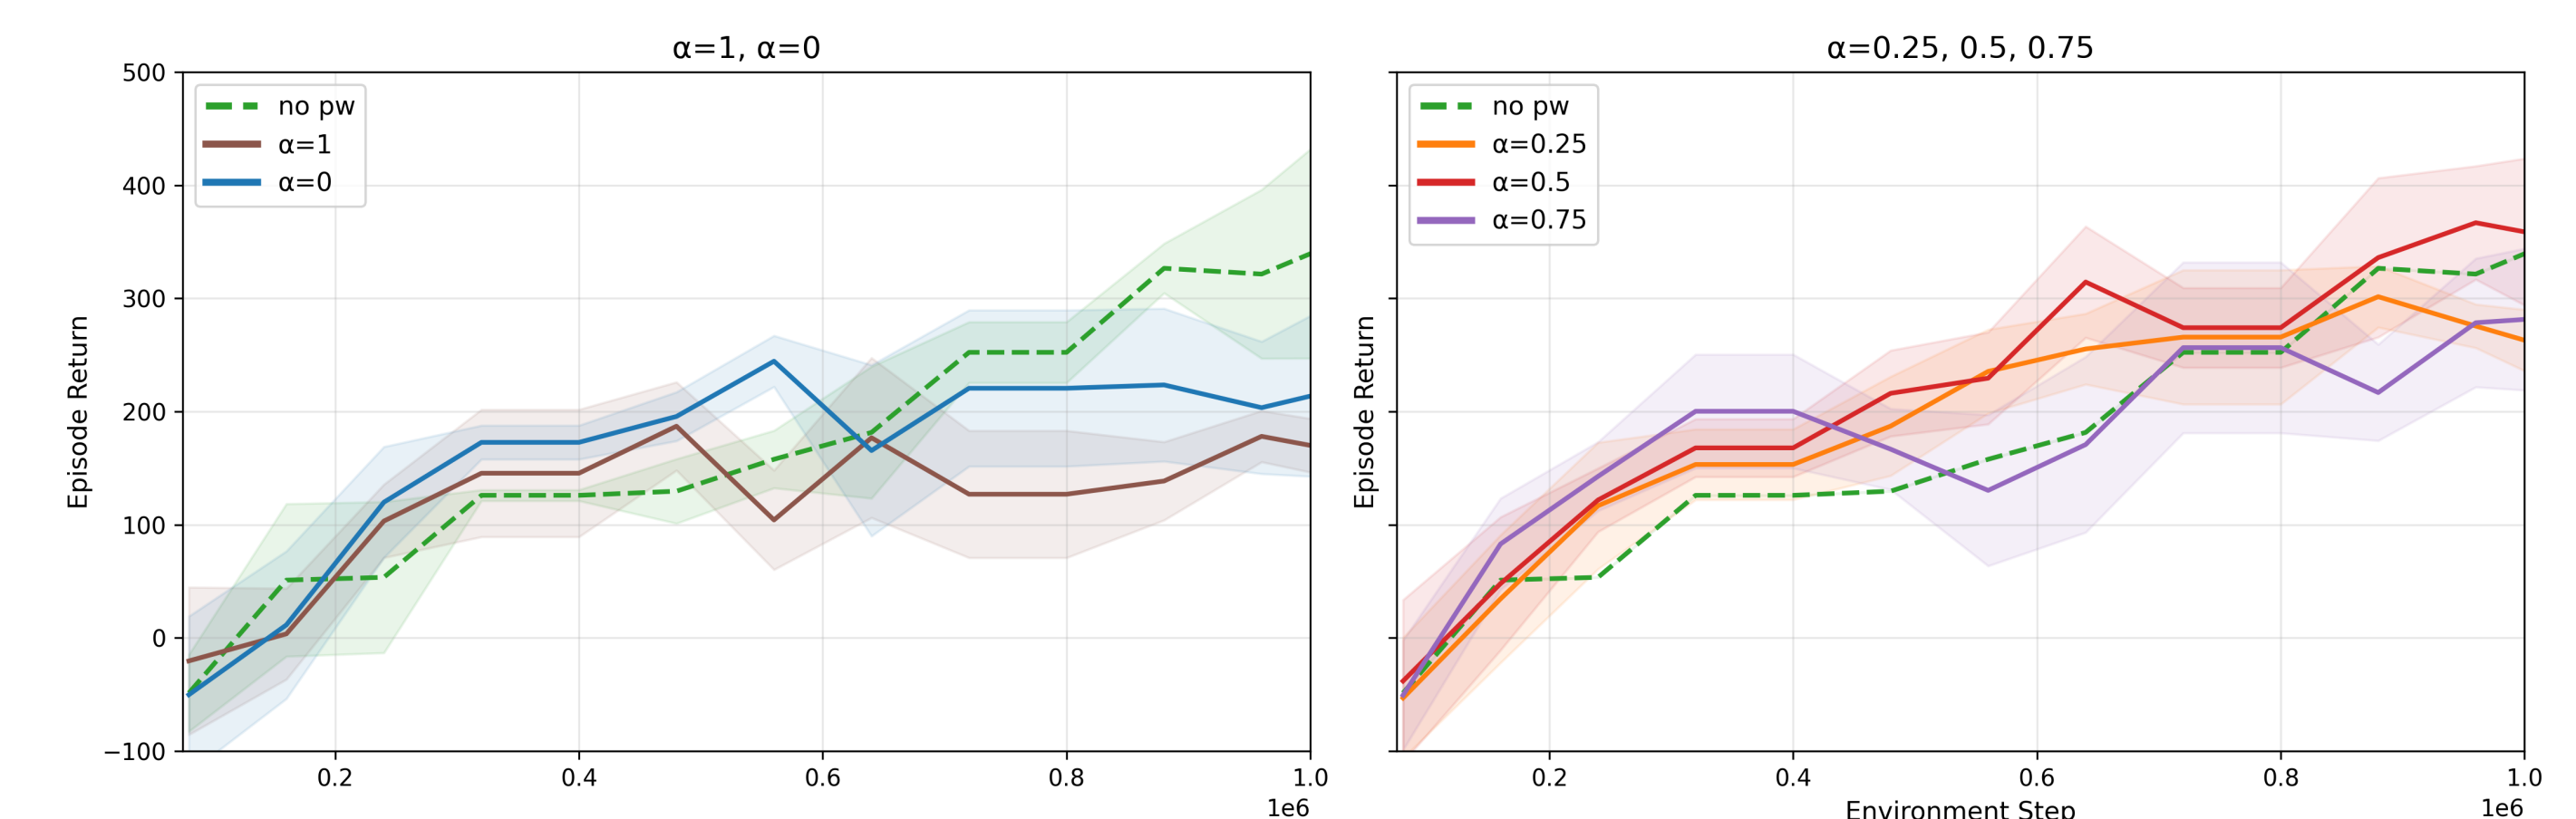 α=1, α=0
α=0.25, 0.5, 0.75
500
400
300
200
100
0
−100
Episode Return
no pw
α=1
α=0
0.2
0.4
0.6
0.8
1.0
1e6
Episode Return
no pw
α=0.25
α=0.5
α=0.75
0.2
0.4
0.6
0.8
1.0
1e6
Environment Step